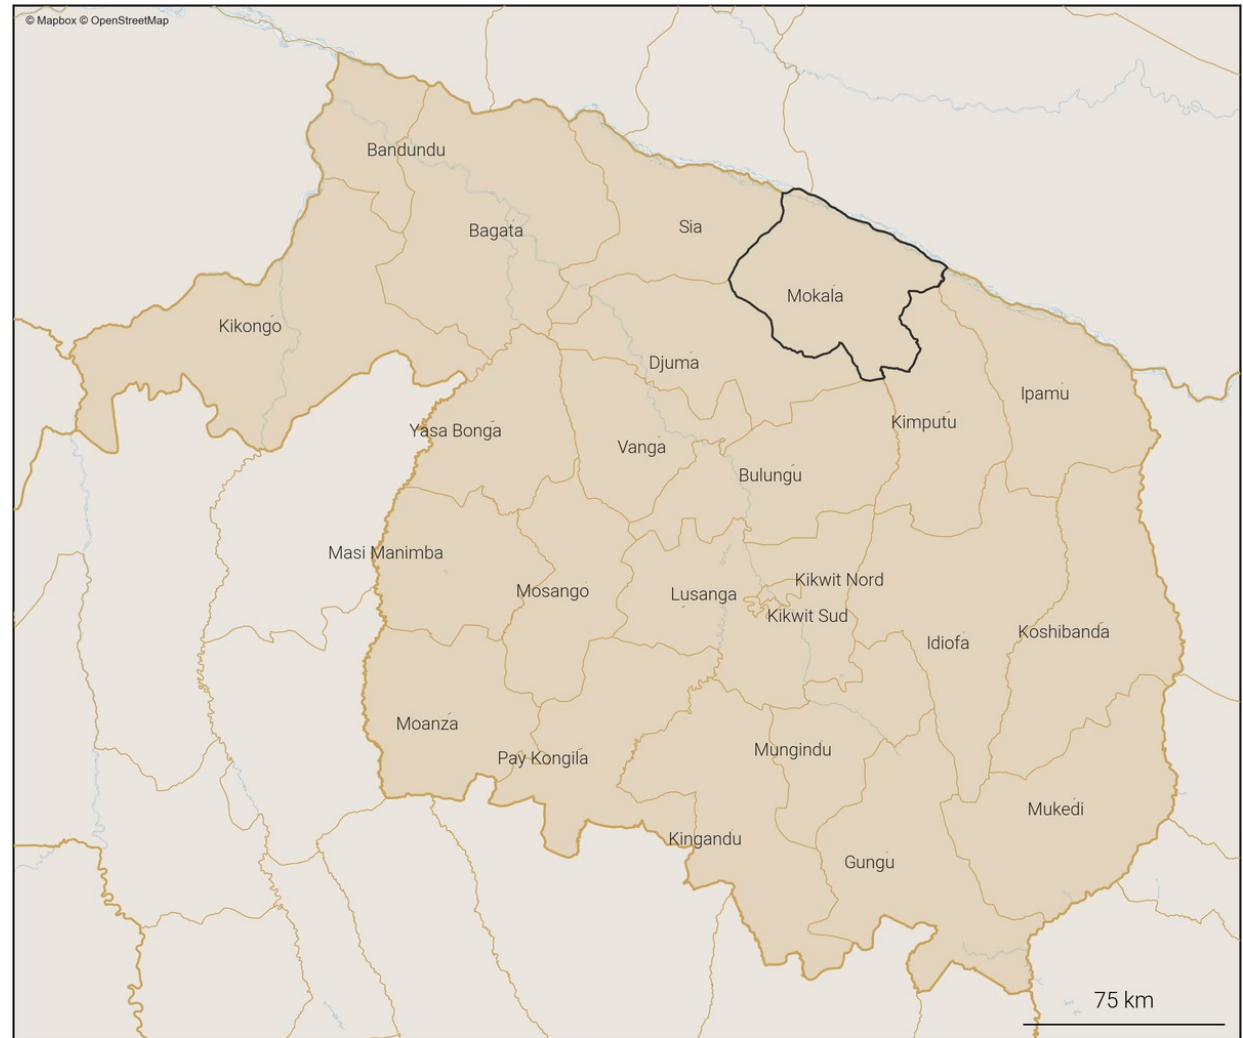 © Mapbox © OpenStreetMap
Bandundu
Bagata
Sia
Mokala
Kikongo
Djuma
Ipamu
Kimputu
Yasa Bonga
Vanga
Bulungu
Masi Manimba
Mosango
Lusanga
Kikwit Nord
Kikwit Sud
Idiofa
Koshibanda
Moanza
Pay Kongila
Mungindu
Mukedi
Kingandu
Gungu
75 km